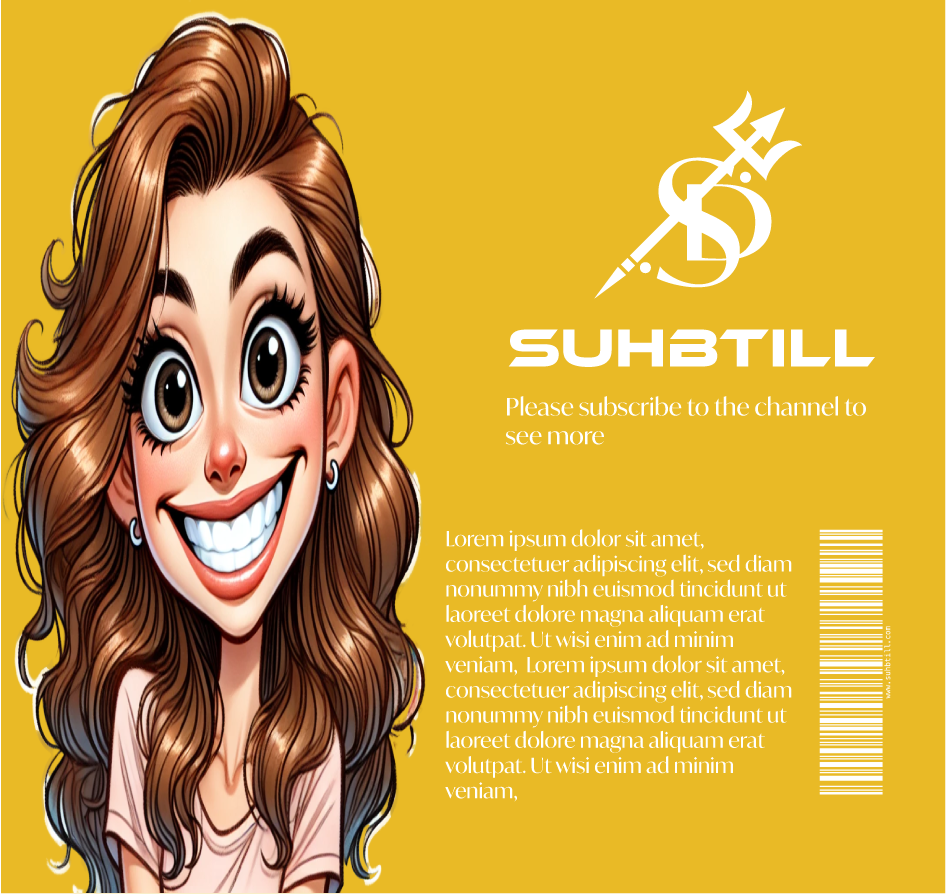 SD
SUHBTILL
Please subscribe to the channel to
see more
Lorem ipsum dolor sit amet,
consectetuer adipiscing elit, sed diam
nonummy nibh euismod tincidunt ut
laoreet dolore magna aliquam erat
volutpat. Ut wisi enim ad minim
veniam, Lorem ipsum dolor sit amet,
consectetuer adipiscing elit, sed diam
nonummy nibh euismod tincidunt ut
laoreet dolore magna aliquam erat
volutpat. Ut wisi enim ad minim
veniam,
www.suhbtill.com